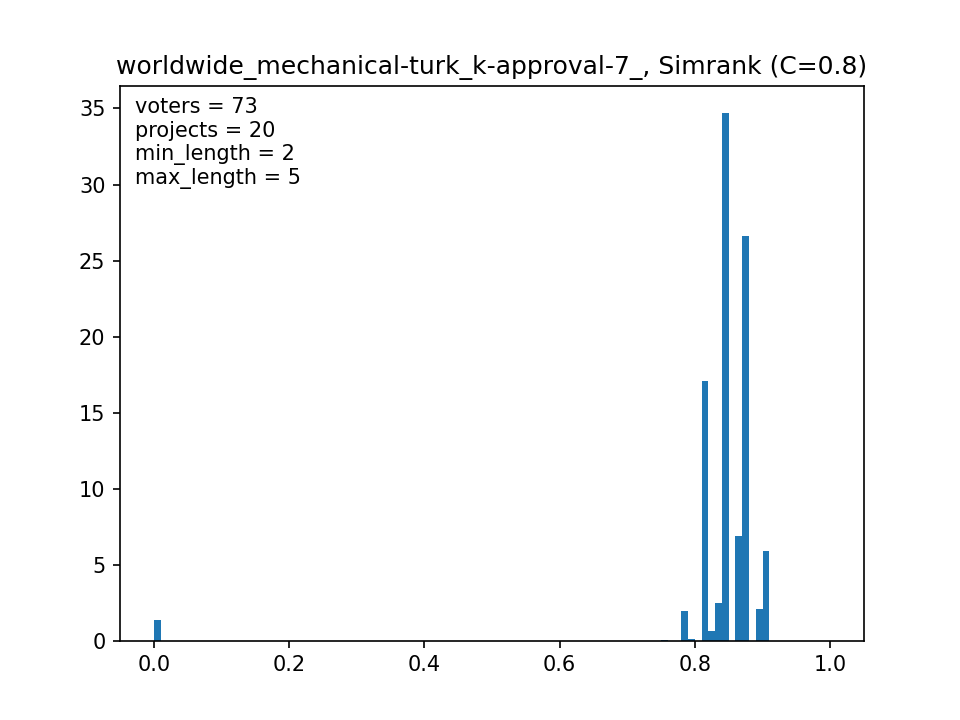 worldwide_mechanical-turk_k-approval-7_, Simrank (C=0.8)
voters = 73
projects = 20
min_length = 2
max_length = 5
35
30
25
20
15
10
5
0
0.0 0.2 0.4 0.6 0.8 1.0